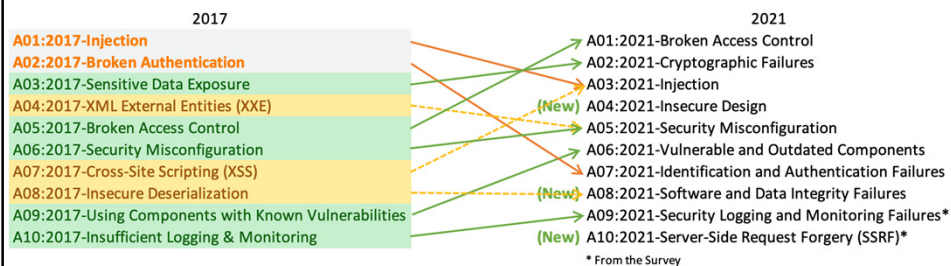 2017
2021
A01:2017-Injection
A02:2017-Broken Authentication
A03:2017-Sensitive Data Exposure
A04:2017-XML External Entities (XXE)
A05:2017-Broken Access Control
A06:2017-Security Misconfiguration
A07:2017-Cross-Site Scripting (XSS)
A08:2017-Insecure Deserialization
A09:2017-Using Components with Known Vulnerabilities
A10:2017-Insufficient Logging & Monitoring
A01:2021-Broken Access Control
A02:2021-Cryptographic Failures
A03:2021-Injection
(New) A04:2021-Insecure Design
A05:2021-Security Misconfiguration
A06:2021-Vulnerable and Outdated Components
A07:2021-Identification and Authentication Failures
(New) A08:2021-Software and Data Integrity Failures
A09:2021-Security Logging and Monitoring Failures*
(New) A10:2021-Server-Side Request Forgery (SSRF)*
* From the Survey